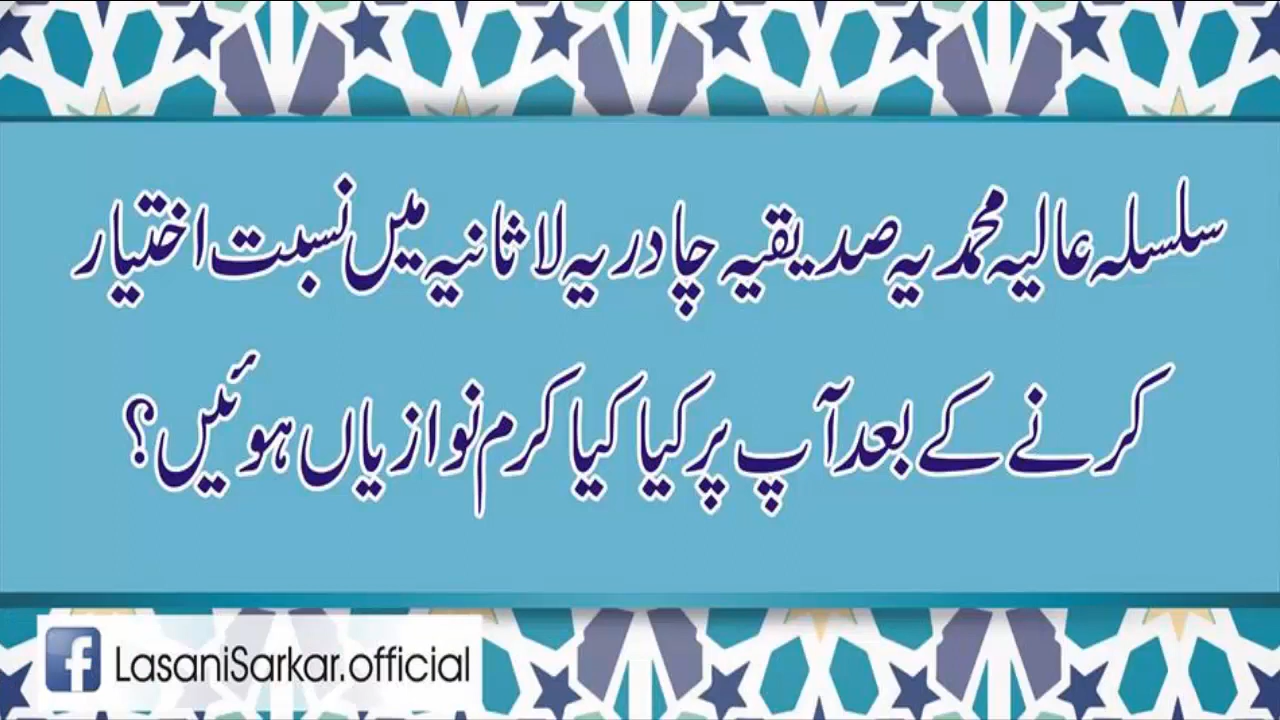 سلسلہ عالیہ محمدیہ صدیقیہ چادریہ لاثانیہ میں نسبت اختیار
کرنے کے بعد آپ پر کیا کیا کرم نوازیاں ہوئیں؟
LasaniSarkar.official